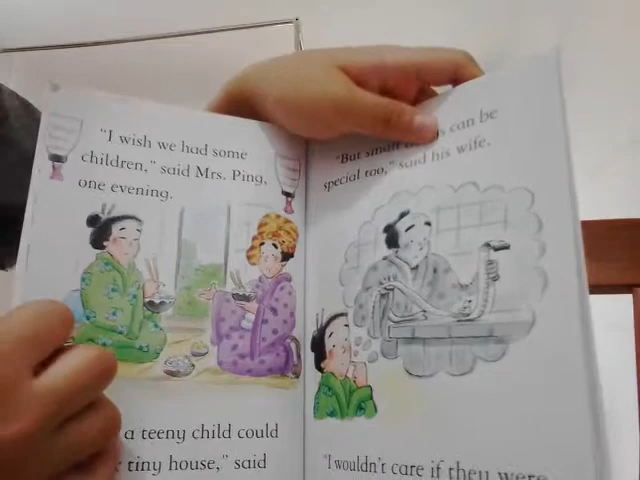 "I wish we had some
children," said Mrs. Ping,
one evening.
a teeny child could
tiny house," said
"But small can be
special too," said his wife.
"I wouldn't care if they were